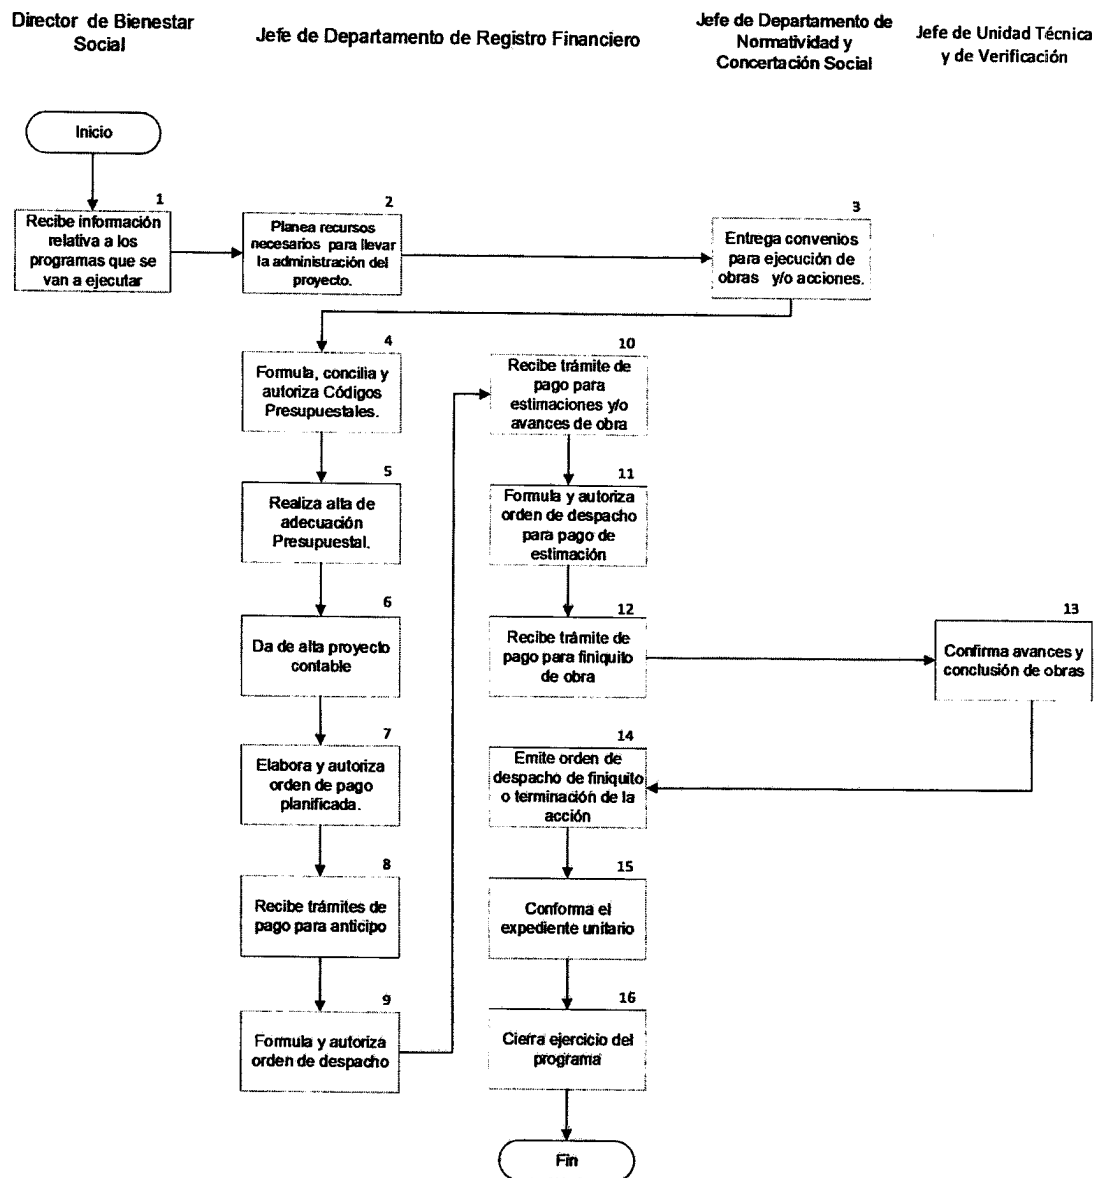 Director de Bienestar
Social
Jefe de Departamento de Registro Financiero
Jefe de Departamento de
Normatividad y
Concertación Social
Jefe de Unidad Técnica
y de Verificación
Inicio
1
Recibe información
relativa a los
programas que se
van a ejecutar
2
Planea recursos
necesarios para llevar
la administración del
proyecto.
3
Entrega convenios
para ejecución de
obras y/o acciones.
4
Formula, concilia y
autoriza Códigos
Presupuestales.
5
Realiza alta de
adecuación
Presupuestal.
6
Da de alta proyecto
contable
7
Elabora y autoriza
orden de pago
planificada.
8
Recibe trámites de
pago para anticipo
9
Formula y autoriza
orden de despacho
10
Recibe trámite de
pago para
estimaciones y/o
avances de obra
11
Formula y autoriza
orden de despacho
para pago de
estimación
12
Recibe trámite de
pago para finiquito
de obra
13
Confirma avances y
conclusión de obras
14
Emite orden de
despacho de finiquito
o terminación de la
acción
15
Conforma el
expediente unitario
16
Cierra ejercicio del
programa
Fin